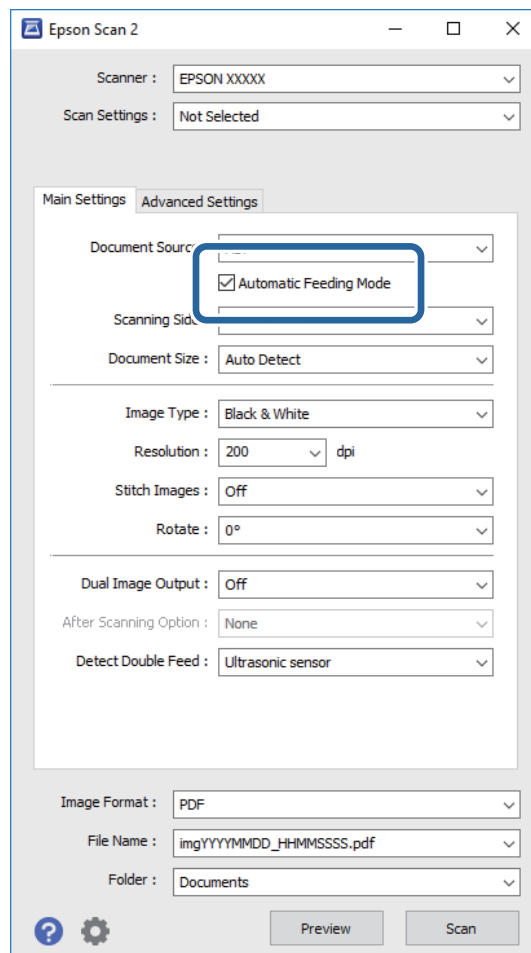 Epson Scan 2
Scanner : EPSON XXXXX
Scan Settings : Not Selected
Main Settings Advanced Settings
Document
Automatic Feeding Mode
Scanning
Document Size : Auto Detect
Image Type : Black & White
Resolution : 200 dpi
Stitch Images : Off
Rotate : 0°
Dual Image Output : Off
After Scanning Option : None
Detect Double Feed : Ultrasonic sensor
Image Format : PDF
File Name : imgYYYYMMDD_HHMMSSSS.pdf
Folder : Documents
? Preview Scan